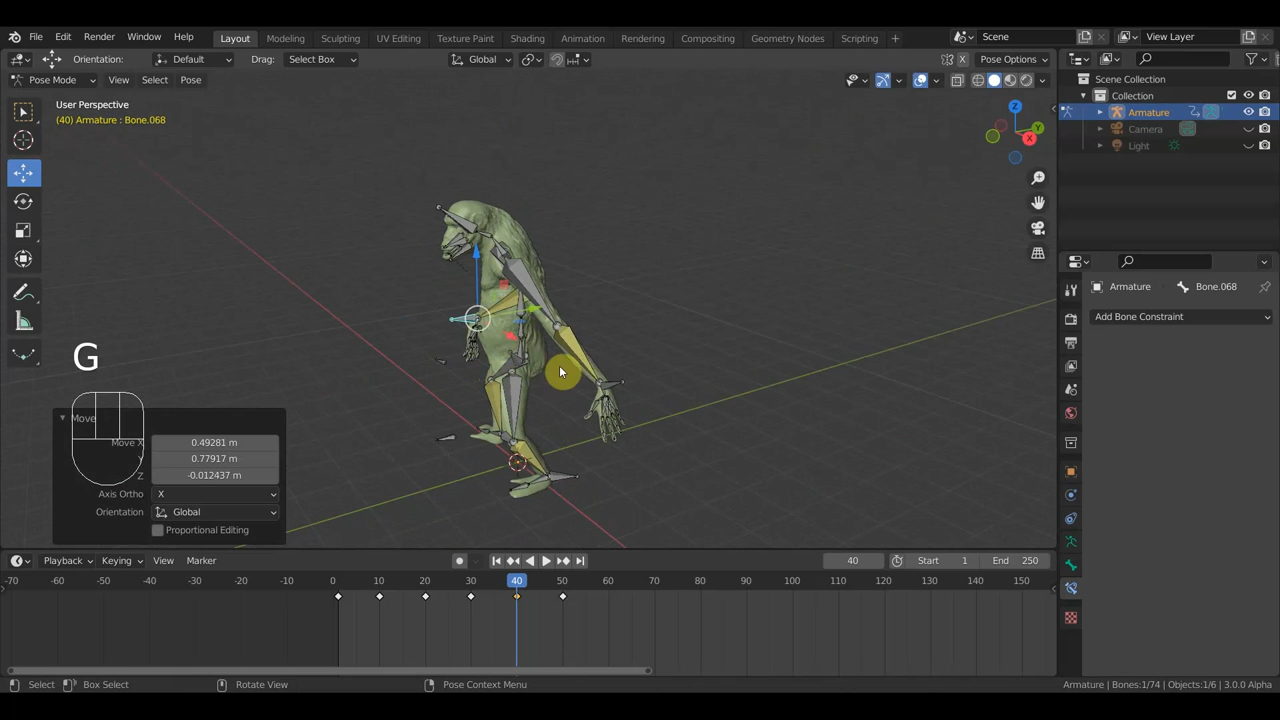 File Edit Render Window Help Layout Modeling Sculpting UV Editing Texture Paint Shading Animation Rendering Compositing Geometry Nodes Scripting + Scene View Layer
Orientation: Default Drag: Select Box Global X Pose Options
Pose Mode View Select Pose
Scene Collection
Collection
Armature
Camera
Light
User Perspective
(40) Armature : Bone.068
Z
Y
X
Armature Bone.068
Add Bone Constraint
G
Move
Move X 0.49281 m
Y 0.77917 m
Z -0.012437 m
Axis Ortho X
Orientation Global
Proportional Editing
Playback Keying View Marker 40 Start 1 End 250
-70 -60 -50 -40 -30 -20 -10 0 10 20 30 40 50 60 70 80 90 100 110 120 130 140 150
Select Box Select Rotate View Pose Context Menu Armature | Bones:1/74 | Objects:1/6 | 3.0.0 Alpha